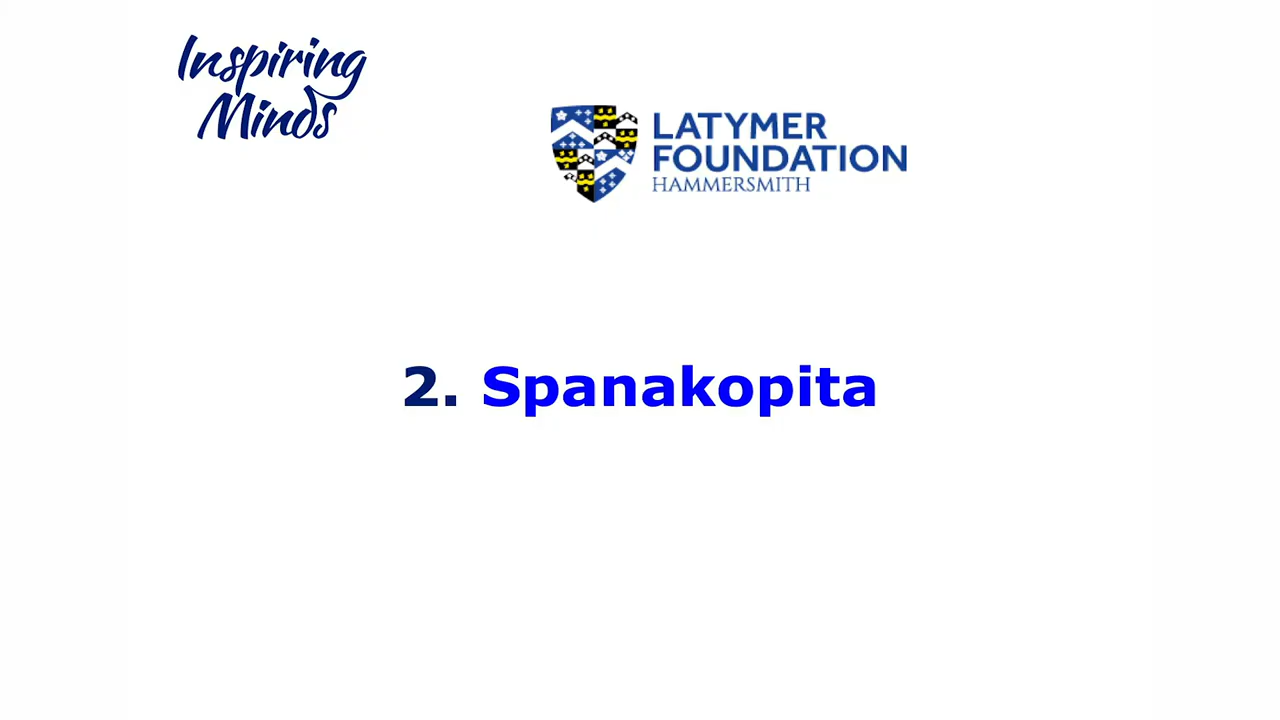 Inspiring
Minds
LATYMER
FOUNDATION
HAMMERSMITH
2. Spanakopita